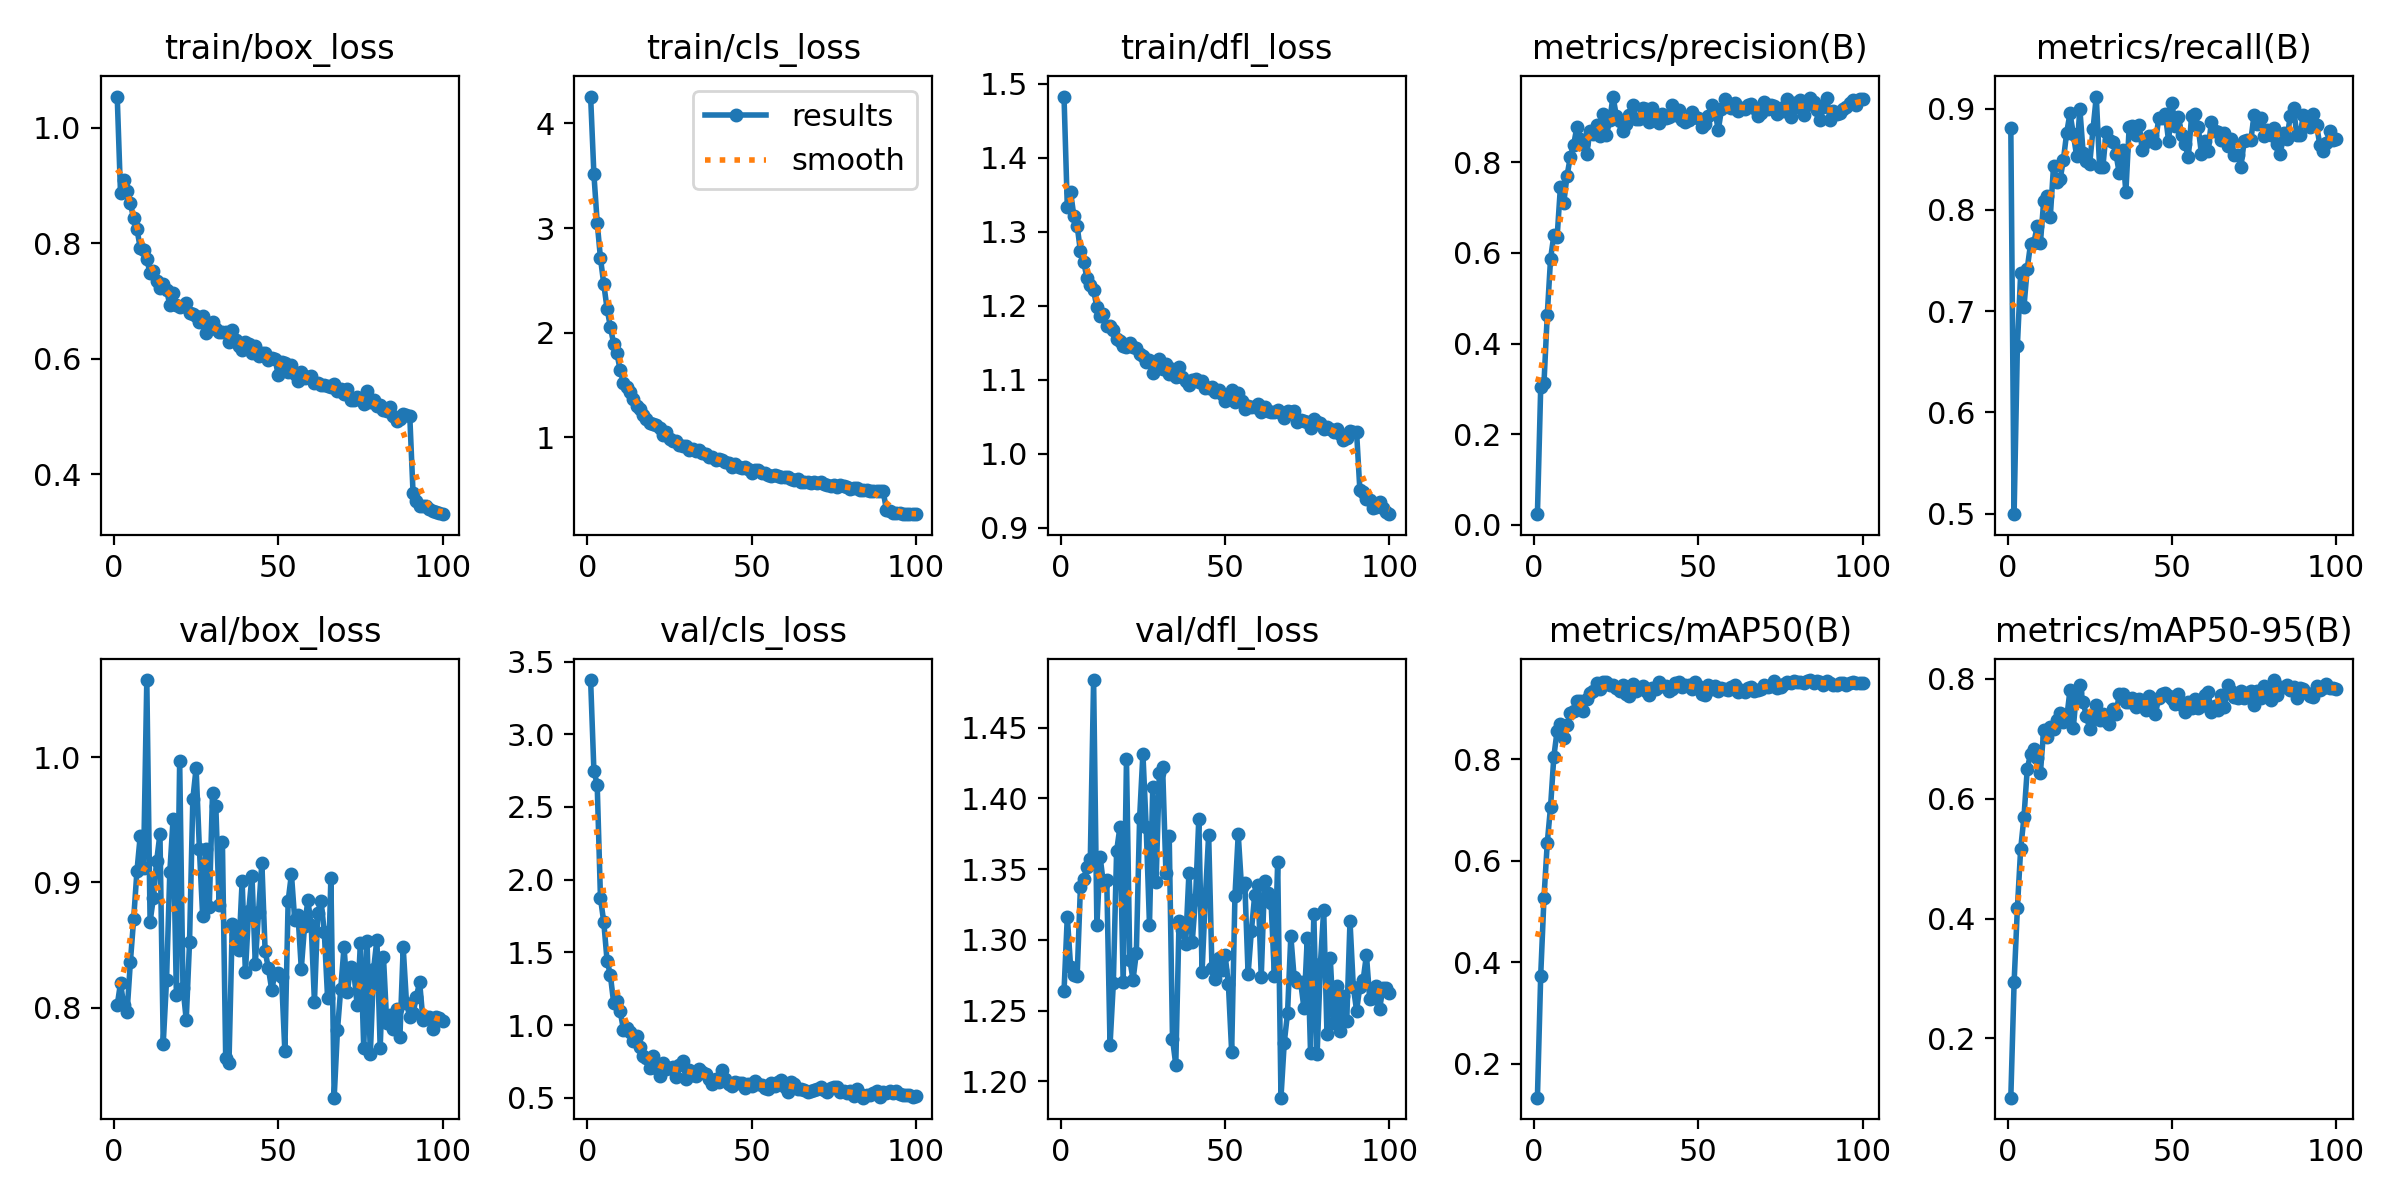 train/box_loss
train/cls_loss
train/dfl_loss
metrics/precision(B)
metrics/recall(B)
1.0
0.8
0.6
0.4
0 50 100
results
smooth
4
3
2
1
0 50 100
1.5
1.4
1.3
1.2
1.1
1.0
0.9
0 50 100
0.8
0.6
0.4
0.2
0.0
0 50 100
0.9
0.8
0.7
0.6
0.5
0 50 100
val/box_loss
val/cls_loss
val/dfl_loss
metrics/mAP50(B)
metrics/mAP50-95(B)
1.0
0.9
0.8
0 50 100
3.5
3.0
2.5
2.0
1.5
1.0
0.5
0 50 100
1.45
1.40
1.35
1.30
1.25
1.20
0 50 100
0.8
0.6
0.4
0.2
0 50 100
0.8
0.6
0.4
0.2
0 50 100